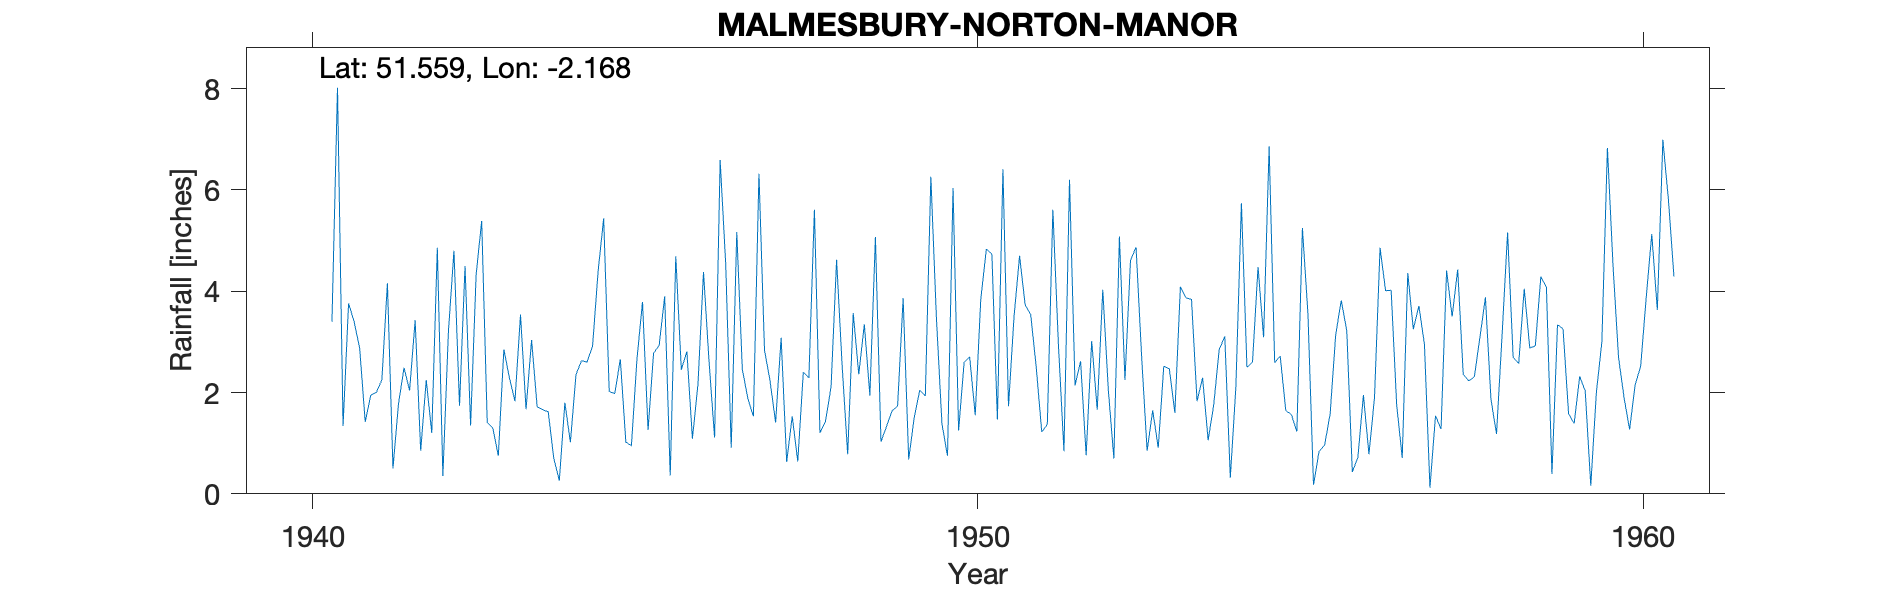 MALMESBURY-NORTON-MANOR
Lat: 51.559, Lon: -2.168
8
6
4
2
0
Rainfall [inches]
1940 1950 1960
Year